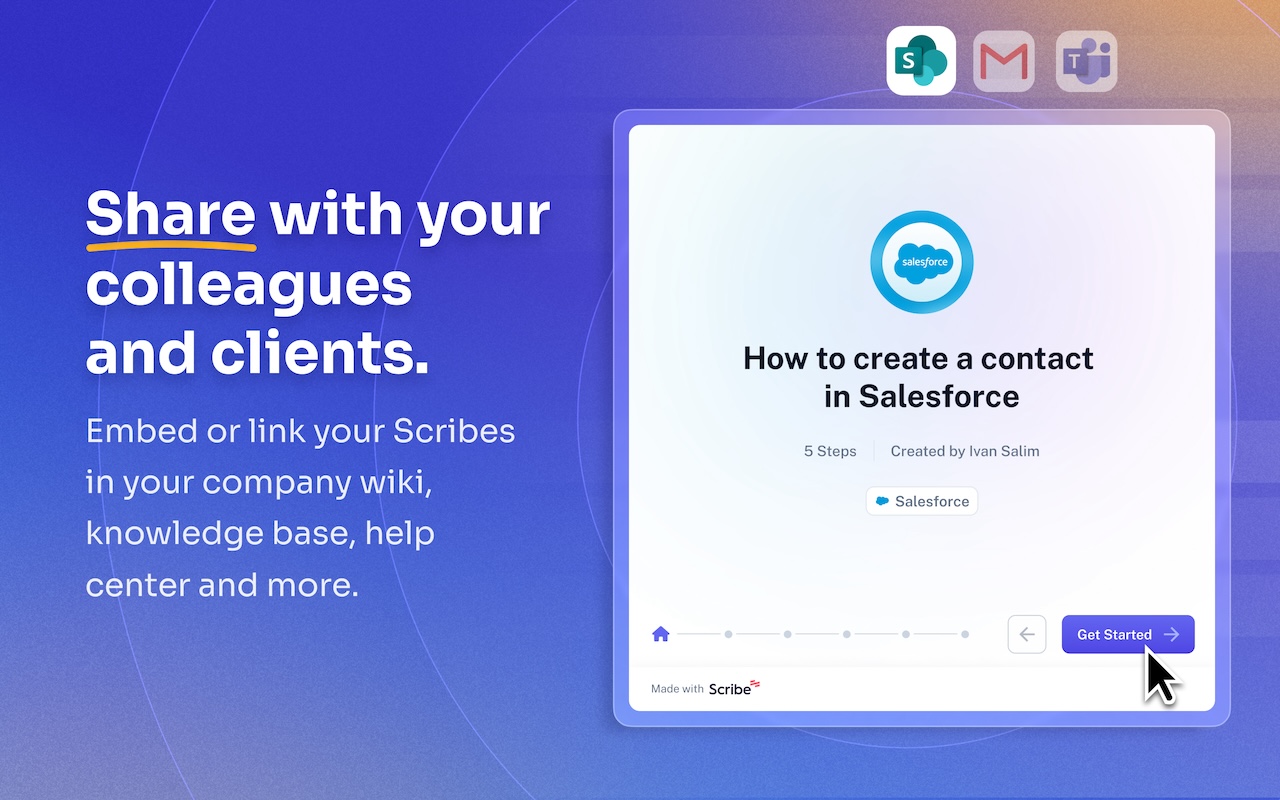 S
T
Share with your
colleagues
and clients.
Embed or link your Scribes
in your company wiki,
knowledge base, help
center and more.
salesforce
How to create a contact
in Salesforce
5 Steps
Created by Ivan Salim
Salesforce
Get Started
Made with Scribe